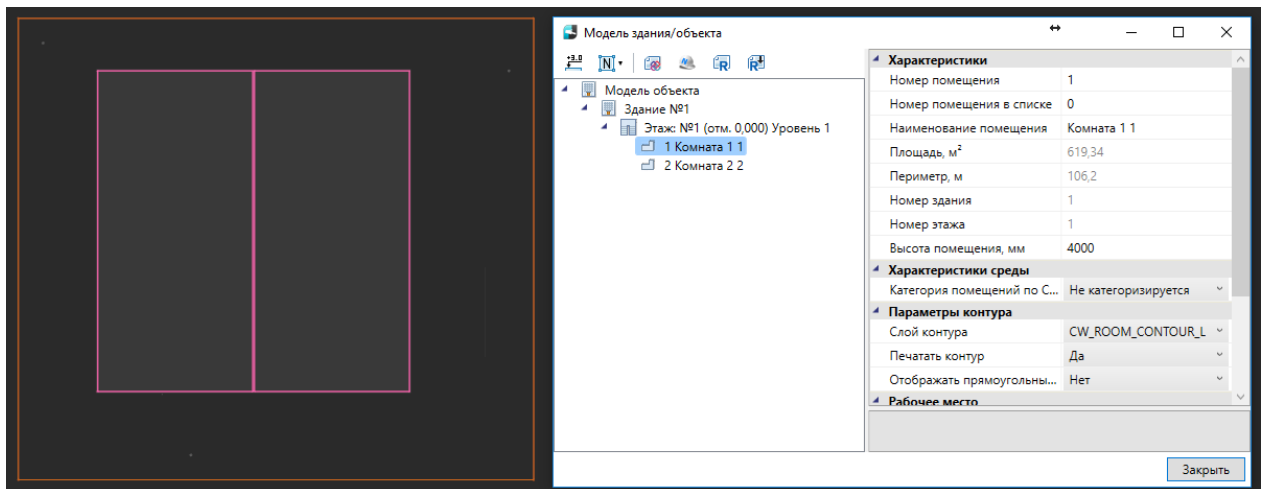 Модель здания/объекта
+3.0
N
R
R
Модель объекта
Здание №1
Этаж: №1 (отм. 0,000) Уровень 1
1 Комната 1 1
2 Комната 2 2
Характеристики
Номер помещения 1
Номер помещения в списке 0
Наименование помещения Комната 1 1
Площадь, м² 619,34
Периметр, м 106,2
Номер здания 1
Номер этажа 1
Высота помещения, мм 4000
Характеристики среды
Категория помещений по С... Не категоризируется
Параметры контура
Слой контура CW_ROOM_CONTOUR_L
Печатать контур Да
Отображать прямоугольны... Нет
Рабочее место
Закрыть